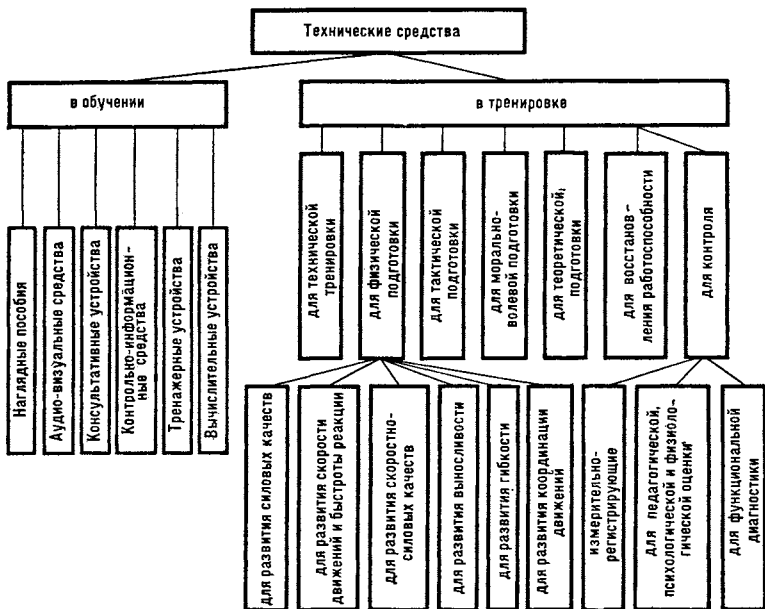 Технические средства
в обучении
в тренировке
Наглядные пособия
Аудио-визуальные средства
Консультативные устройства
Контрольно-информацион-
ные средства
Тренажерные устройства
Вычислительные устройства
для технической
тренировки
для физической
подготовки
для тактической
подготовки
для морально-
волевой подготовки
для теоретической,
подготовки
для восстанов-
ления работоспособности
для контроля
для развития силовых качеств
для развития скорости
движений и быстроты реакции
для развития скоростно-
силовых качеств
для развития выносливости
для развития гибкости
для развития координации
движений
измерительно-
регистрирующие
для педагогической,
психологической и физиоло-
гической оценки
для функциональной
диагностики